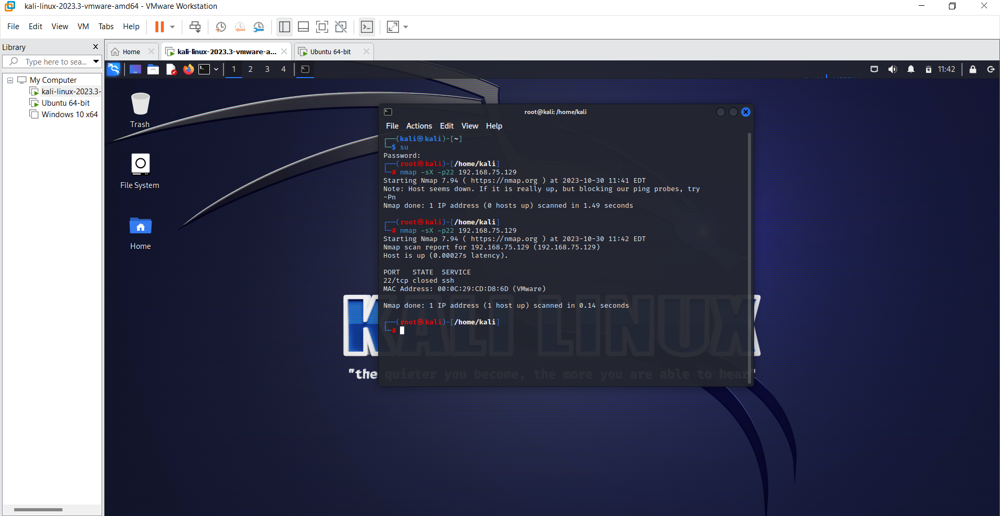 kali-linux-2023.3-vmware-amd64 - VMware Workstation
File Edit View VM Tabs Help
Library
Type here to sea...
My Computer
kali-linux-2023.3-
Ubuntu 64-bit
Windows 10 x64
Home
kali-linux-2023.3-vmware-a...
Ubuntu 64-bit
1 2 3 4
11:42
Trash
File System
Home
root@kali: /home/kali
File Actions Edit View Help
┌──(kali㉿kali)-[~]
└─$ su
Password:
┌──(root㉿kali)-[/home/kali]
└─# nmap -sX -p22 192.168.75.129
Starting Nmap 7.94 ( https://nmap.org ) at 2023-10-30 11:41 EDT
Note: Host seems down. If it is really up, but blocking our ping probes, try
-Pn
Nmap done: 1 IP address (0 hosts up) scanned in 1.49 seconds
┌──(root㉿kali)-[/home/kali]
└─# nmap -sX -p22 192.168.75.129
Starting Nmap 7.94 ( https://nmap.org ) at 2023-10-30 11:42 EDT
Nmap scan report for 192.168.75.129 (192.168.75.129)
Host is up (0.00027s latency).
PORT   STATE  SERVICE
22/tcp closed ssh
MAC Address: 00:0C:29:CD:D8:6D (VMware)
Nmap done: 1 IP address (1 host up) scanned in 0.14 seconds
┌──(root㉿kali)-[/home/kali]
└─#
KALI LINUX
"the quieter you become, the more you are able to hear"